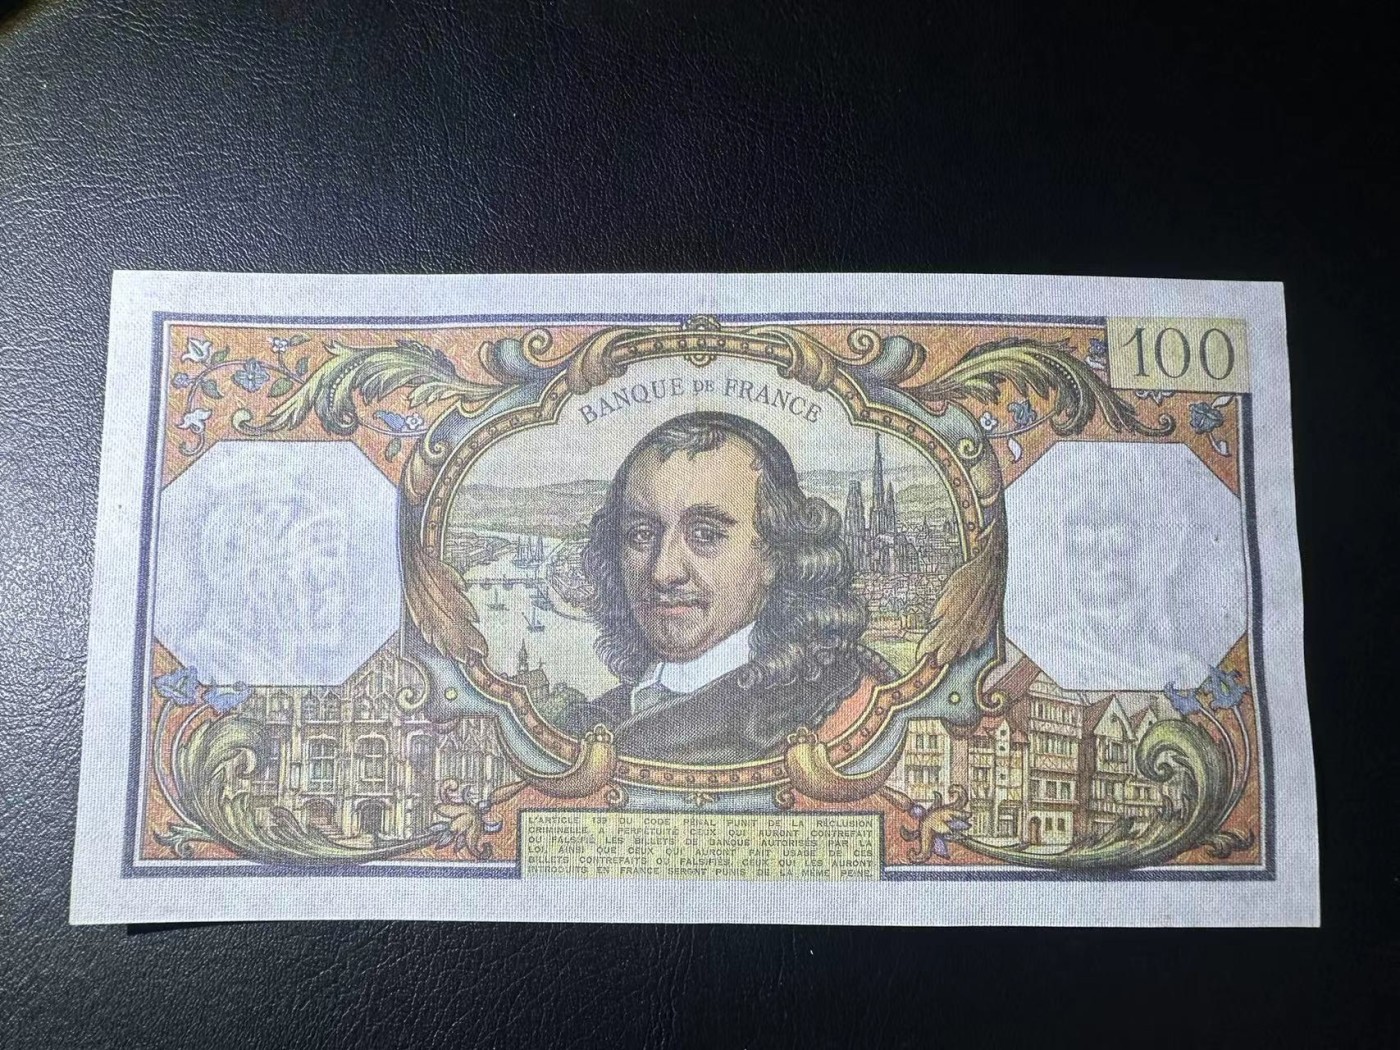 100
BANQUE DE FRANCE
L'ARTICLE 139 DU CODE PÉNAL PUNIT DE LA RÉCLUSION
CRIMINELLE A PERPÉTUITÉ CEUX QUI AURONT CONTREFAIT
OU FALSIFIÉ LES BILLETS DE BANQUE AUTORISÉS PAR LA
LOI, AINSI QUE CEUX QUI AURONT FAIT USAGE DE CES
BILLETS CONTREFAITS OU FALSIFIÉS. CEUX QUI LES AURONT
INTRODUITS EN FRANCE SERONT PUNIS DE LA MÊME PEINE.